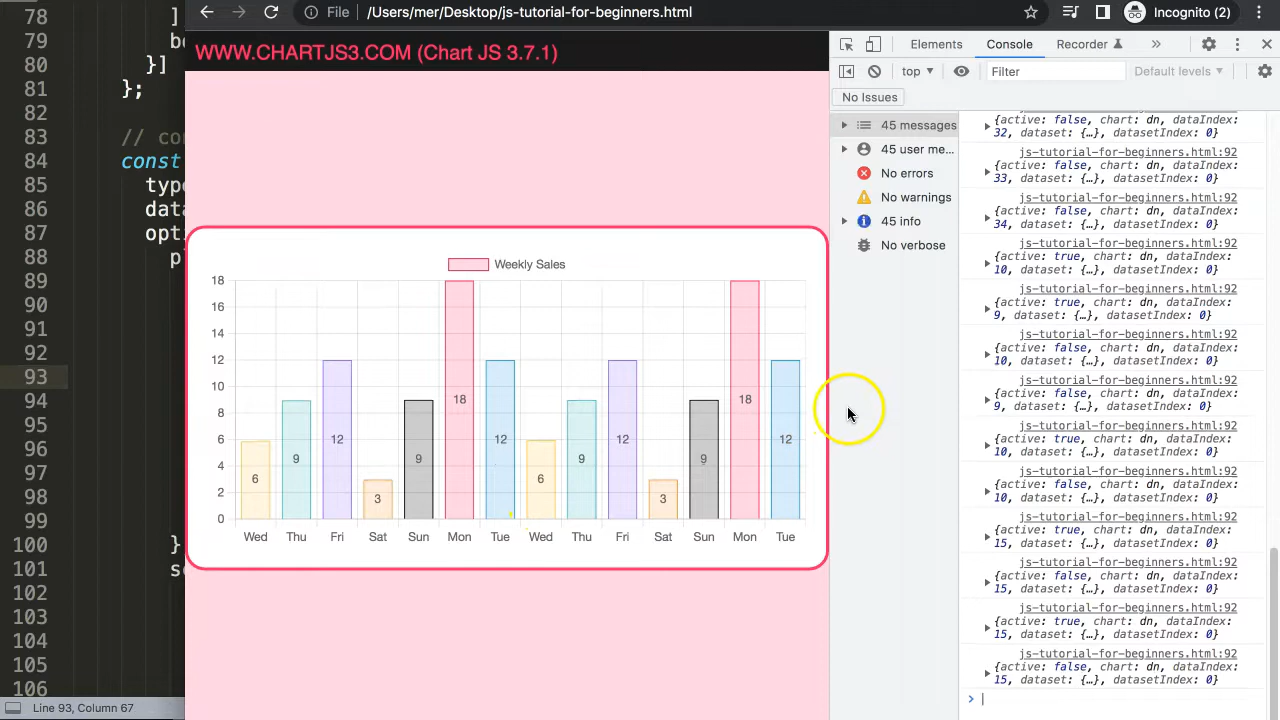 File /Users/mer/Desktop/js-tutorial-for-beginners.html Incognito (2)
WWW.CHARTJS3.COM (Chart JS 3.7.1)
78 ]
79
80 }]
81 };
82
83 // co
84 const
85 typ
86 dat
87 opti
88 p
89
90
91
92
93
94
95
96
97
98
99
100 }
101 s
102
103
104
105
106
Line 93, Column 67
Weekly Sales
18
16
14
12
10
8
6
4
2
0
6 9 12 3 9 18 12 6 9 12 3 9 18 12
Wed Thu Fri Sat Sun Mon Tue Wed Thu Fri Sat Sun Mon Tue
Elements Console Recorder
top Filter Default levels
No Issues
45 messages
45 user me...
No errors
No warnings
45 info
No verbose
{active: false, chart: dn, dataIndex:
32, dataset: {…}, datasetIndex: 0}
js-tutorial-for-beginners.html:92
{active: false, chart: dn, dataIndex:
33, dataset: {…}, datasetIndex: 0}
js-tutorial-for-beginners.html:92
{active: false, chart: dn, dataIndex:
34, dataset: {…}, datasetIndex: 0}
js-tutorial-for-beginners.html:92
{active: true, chart: dn, dataIndex:
10, dataset: {…}, datasetIndex: 0}
js-tutorial-for-beginners.html:92
{active: true, chart: dn, dataIndex:
9, dataset: {…}, datasetIndex: 0}
js-tutorial-for-beginners.html:92
{active: false, chart: dn, dataIndex:
10, dataset: {…}, datasetIndex: 0}
js-tutorial-for-beginners.html:92
{active: false, chart: dn, dataIndex:
9, dataset: {…}, datasetIndex: 0}
js-tutorial-for-beginners.html:92
{active: true, chart: dn, dataIndex:
10, dataset: {…}, datasetIndex: 0}
js-tutorial-for-beginners.html:92
{active: false, chart: dn, dataIndex:
10, dataset: {…}, datasetIndex: 0}
js-tutorial-for-beginners.html:92
{active: true, chart: dn, dataIndex:
15, dataset: {…}, datasetIndex: 0}
js-tutorial-for-beginners.html:92
{active: false, chart: dn, dataIndex:
15, dataset: {…}, datasetIndex: 0}
js-tutorial-for-beginners.html:92
{active: true, chart: dn, dataIndex:
15, dataset: {…}, datasetIndex: 0}
js-tutorial-for-beginners.html:92
{active: false, chart: dn, dataIndex:
15, dataset: {…}, datasetIndex: 0}